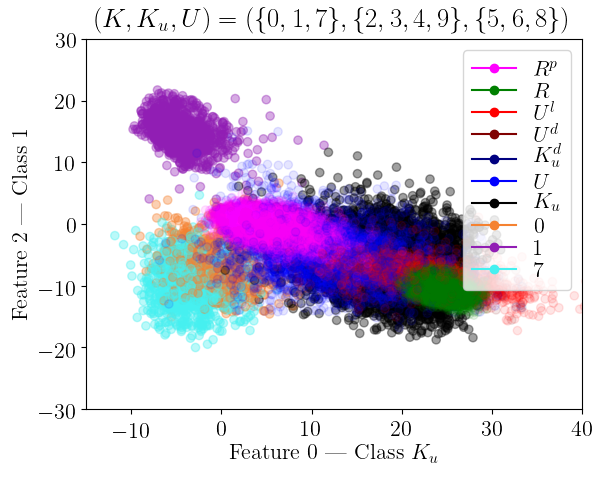 (K, K_u, U) = ({0, 1, 7}, {2, 3, 4, 9}, {5, 6, 8})
30
20
10
0
−10
−20
−30
Feature 2 — Class 1
R^p
R
U^l
U^d
K_u^d
U
K_u
0
1
7
−10
0
10
20
30
40
Feature 0 — Class K_u